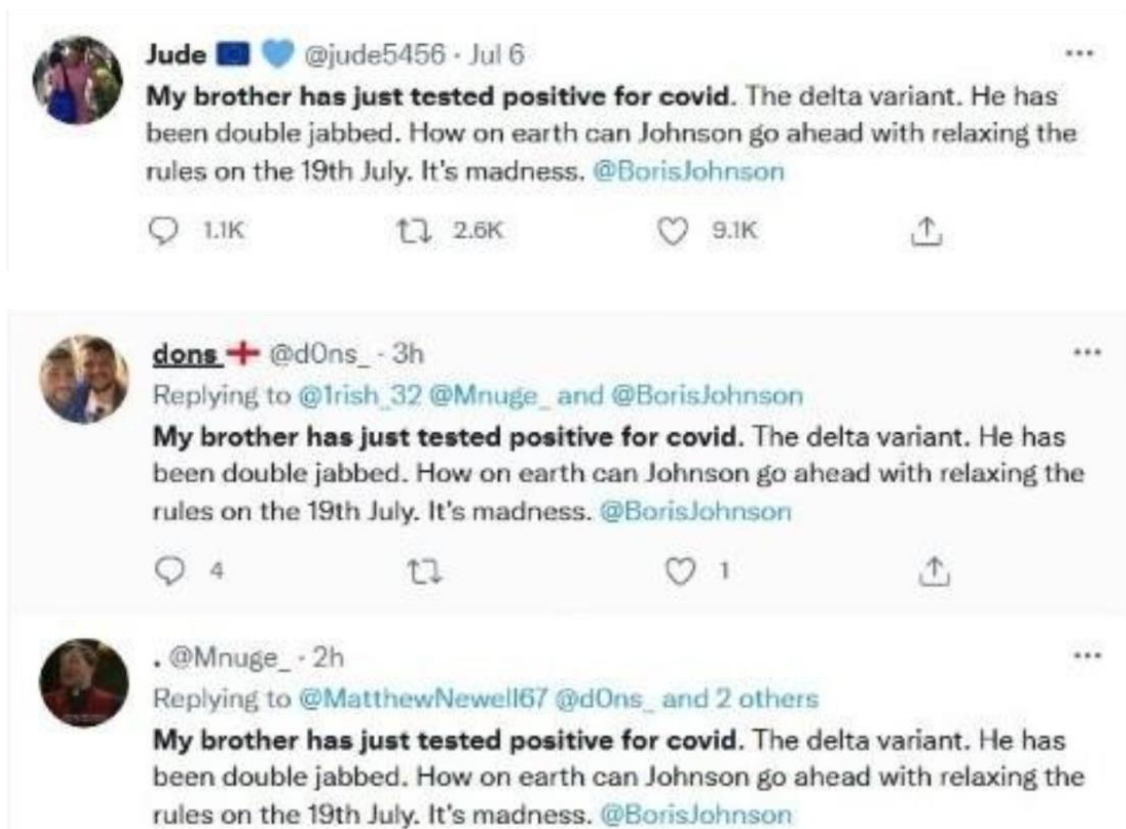 Jude @jude5456 · Jul 6
My brother has just tested positive for covid. The delta variant. He has
been double jabbed. How on earth can Johnson go ahead with relaxing the
rules on the 19th July. It's madness. @BorisJohnson
1.1K 2.6K 9.1K
dons @d0ns_ · 3h
Replying to @1rish_32 @Mnuge_ and @BorisJohnson
My brother has just tested positive for covid. The delta variant. He has
been double jabbed. How on earth can Johnson go ahead with relaxing the
rules on the 19th July. It's madness. @BorisJohnson
4 1
. @Mnuge_ · 2h
Replying to @MatthewNewell67 @d0ns_ and 2 others
My brother has just tested positive for covid. The delta variant. He has
been double jabbed. How on earth can Johnson go ahead with relaxing the
rules on the 19th July. It's madness. @BorisJohnson